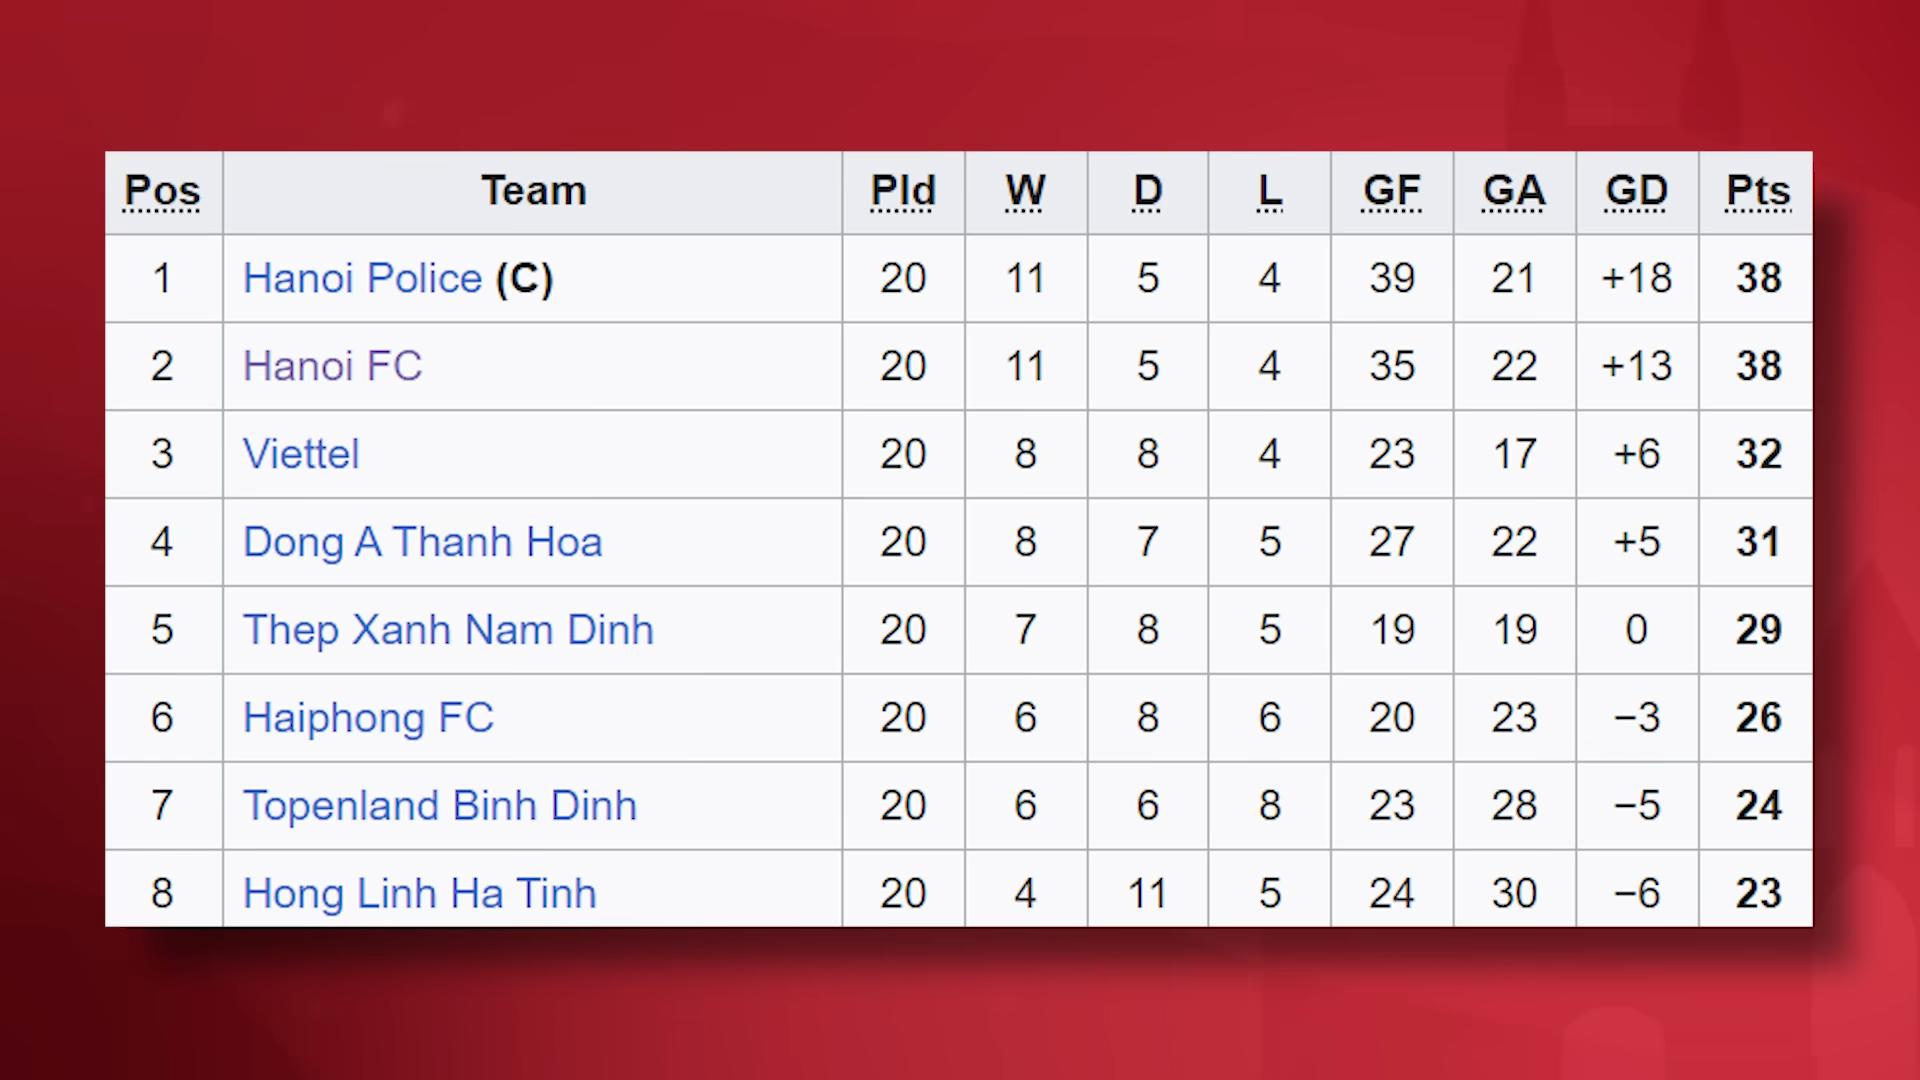 Pos Team Pld W D L GF GA GD Pts
1 Hanoi Police (C) 20 11 5 4 39 21 +18 38
2 Hanoi FC 20 11 5 4 35 22 +13 38
3 Viettel 20 8 8 4 23 17 +6 32
4 Dong A Thanh Hoa 20 8 7 5 27 22 +5 31
5 Thep Xanh Nam Dinh 20 7 8 5 19 19 0 29
6 Haiphong FC 20 6 8 6 20 23 −3 26
7 Topenland Binh Dinh 20 6 6 8 23 28 −5 24
8 Hong Linh Ha Tinh 20 4 11 5 24 30 −6 23